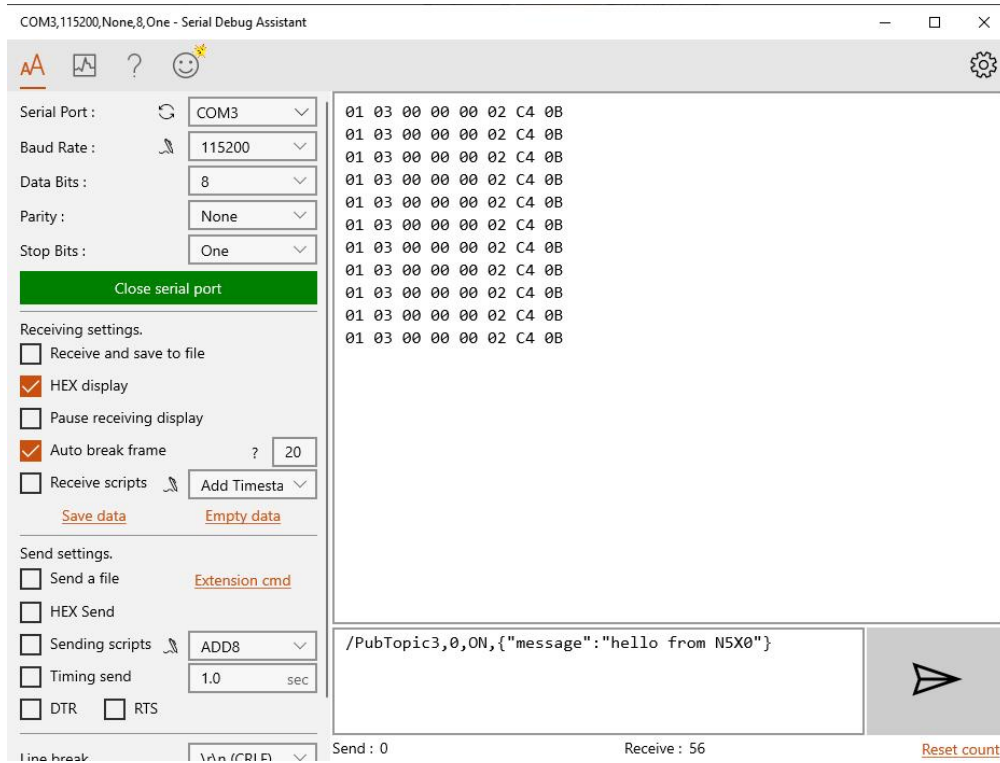 COM3,115200,None,8,One - Serial Debug Assistant
AA
?
Serial Port :
COM3
Baud Rate :
115200
Data Bits :
8
Parity :
None
Stop Bits :
One
Close serial port
Receiving settings.
Receive and save to file
HEX display
Pause receiving display
Auto break frame
?
20
Receive scripts
Add Timesta
Save data
Empty data
Send settings.
Send a file
Extension cmd
HEX Send
Sending scripts
ADD8
Timing send
1.0
sec
DTR
RTS
Line break
\r\n (CRLF)
01 03 00 00 00 02 C4 0B
01 03 00 00 00 02 C4 0B
01 03 00 00 00 02 C4 0B
01 03 00 00 00 02 C4 0B
01 03 00 00 00 02 C4 0B
01 03 00 00 00 02 C4 0B
01 03 00 00 00 02 C4 0B
01 03 00 00 00 02 C4 0B
01 03 00 00 00 02 C4 0B
01 03 00 00 00 02 C4 0B
01 03 00 00 00 02 C4 0B
/PubTopic3,0,ON,{"message":"hello from N5X0"}
Send : 0
Receive : 56
Reset count